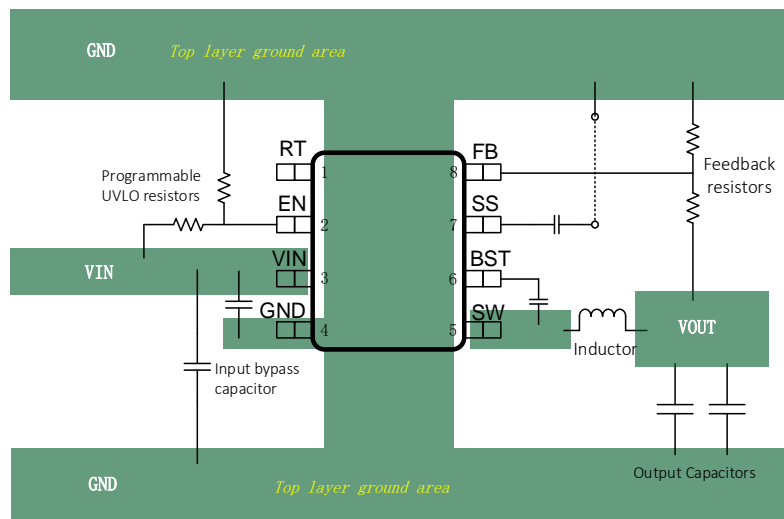 GND Top layer ground area
RT
FB
1
8
Programmable
UVLO resistors
Feedback
resistors
EN
SS
2
7
VIN
VIN
BST
3
6
GND
SW
4
5
VOUT
Inductor
Input bypass
capacitor
Output Capacitors
GND Top layer ground area